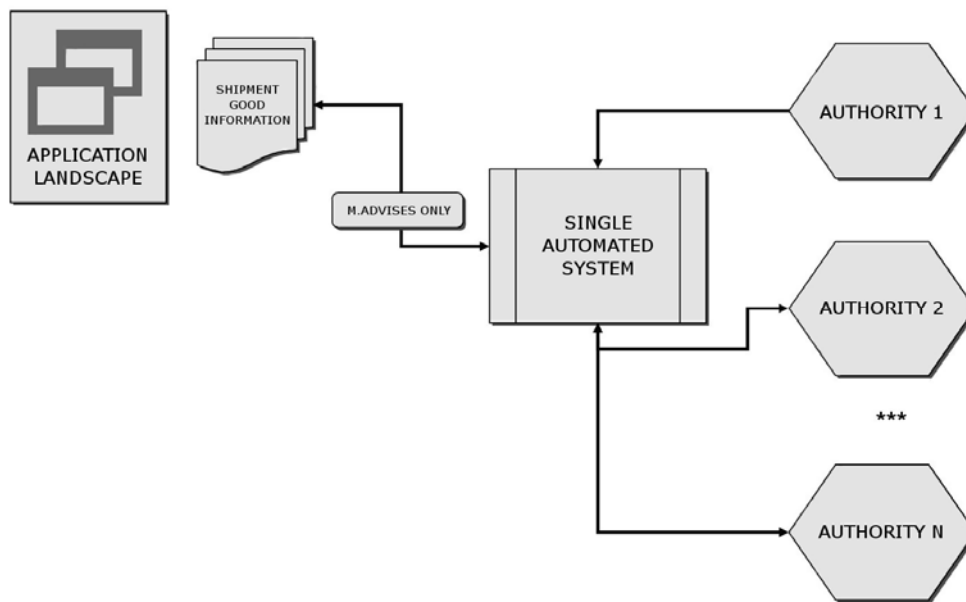 APPLICATION
LANDSCAPE
SHIPMENT
GOOD
INFORMATION
M.ADVISES ONLY
SINGLE
AUTOMATED
SYSTEM
AUTHORITY 1
AUTHORITY 2
***
AUTHORITY N